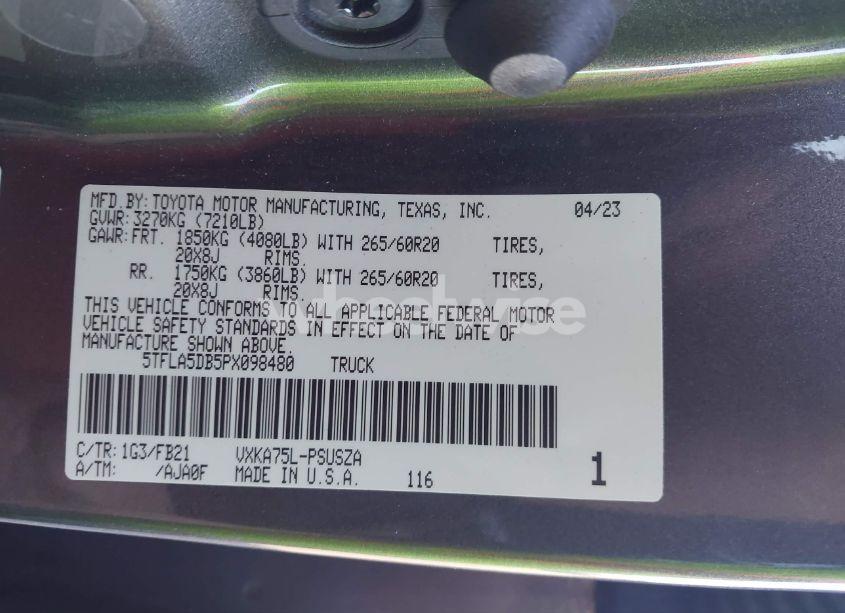 MFD.BY: TOYOTA MOTOR MANUFACTURING, TEXAS, INC. 04/23
GVWR: 3270KG (7210LB)
GAWR: FRT. 1850KG (4080LB) WITH 265/60R20 TIRES,
20X8J RIMS.
RR. 1750KG (3860LB) WITH 265/60R20 TIRES,
20X8J RIMS.
THIS VEHICLE CONFORMS TO ALL APPLICABLE FEDERAL MOTOR
VEHICLE SAFETY STANDARDS IN EFFECT ON THE DATE OF
MANUFACTURE SHOWN ABOVE.
5TFLA5DB5PX098480 TRUCK
C/TR: 1G3/FB21 VXKA75L-PSUSZA
A/TM: /AJA0F MADE IN U.S.A. 116 1